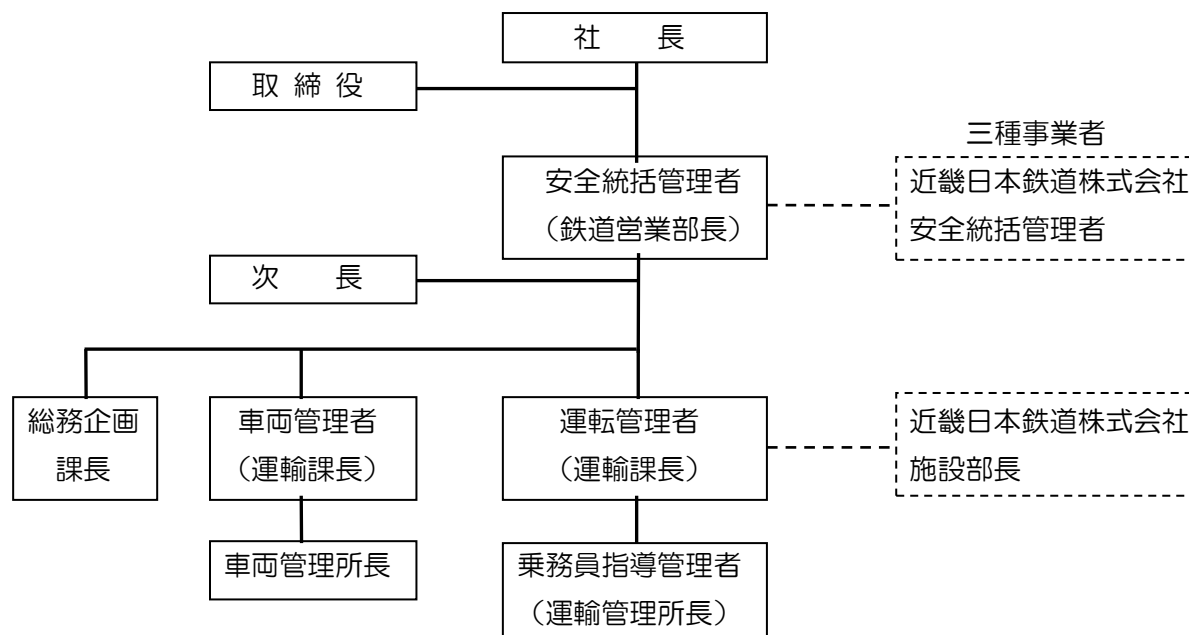 社　　長
取 締 役
三種事業者
安全統括管理者
（鉄道営業部長）
近畿日本鉄道株式会社
安全統括管理者
次　　長
総務企画
課長
車両管理者
（運輸課長）
運転管理者
（運輸課長）
近畿日本鉄道株式会社
施設部長
車両管理所長
乗務員指導管理者
（運輸管理所長）